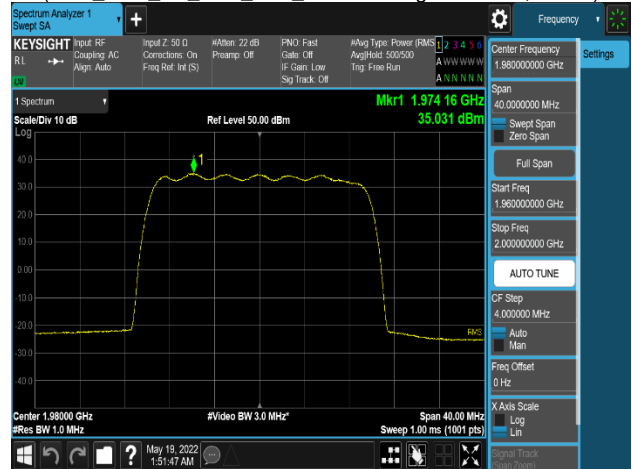 Spectrum Analyzer 1
Swept SA
Frequency
KEYSIGHT
Input: RF
Coupling: AC
Align: Auto
Input Z: 50 Ω
Corrections: On
Freq Ref: Int (S)
#Atten: 22 dB
Preamp: Off
PNO: Fast
Gate: Off
IF Gain: Low
Sig Track: Off
#Avg Type: Power (RMS
Avg|Hold: 500/500
Trig: Free Run
1 2 3 4 5 6
A W W W W W
A N N N N N
R L
LXI
1 Spectrum
Scale/Div 10 dB
Log
Ref Level 50.00 dBm
Mkr1 1.974 16 GHz
35.031 dBm
1
40.0
30.0
20.0
10.0
0.00
-10.0
-20.0
-30.0
-40.0
RMS
Center 1.98000 GHz
#Res BW 1.0 MHz
#Video BW 3.0 MHz*
Span 40.00 MHz
Sweep 1.00 ms (1001 pts)
Center Frequency
1.980000000 GHz
Settings
Span
40.0000000 MHz
Swept Span
Zero Span
Full Span
Start Freq
1.960000000 GHz
Stop Freq
2.000000000 GHz
AUTO TUNE
CF Step
4.000000 MHz
Auto
Man
Freq Offset
0 Hz
X Axis Scale
Log
Lin
Signal Track
(Span Zoom)
May 19, 2022
1:51:47 AM